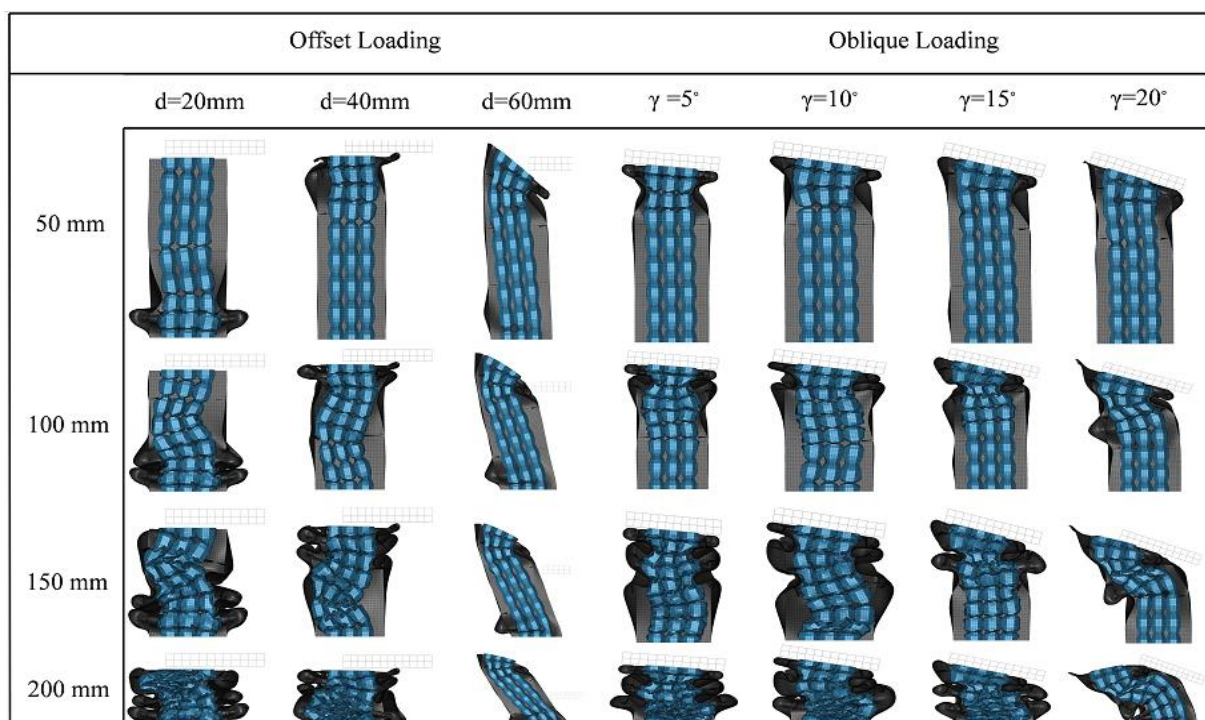 Offset Loading Oblique Loading
d=20mm d=40mm d=60mm γ =5° γ=10° γ=15° γ=20°
50 mm
100 mm
150 mm
200 mm